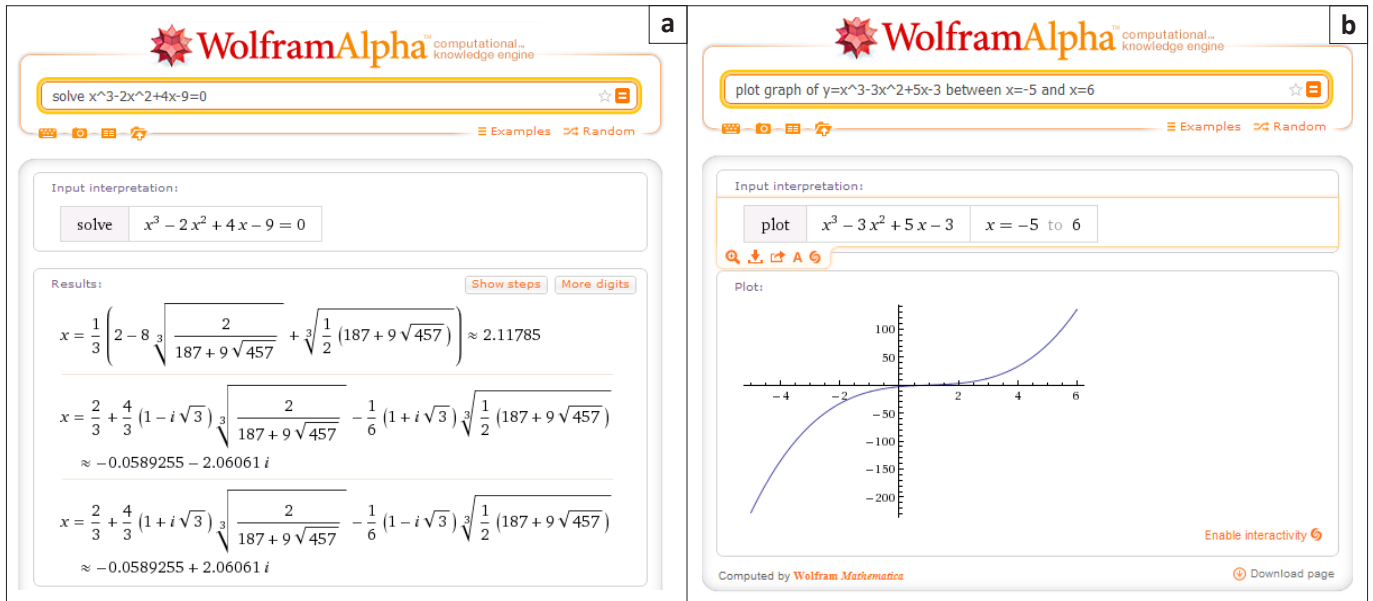 a
WolframAlpha™ computational... knowledge engine
solve x^3-2x^2+4x-9=0
Examples Random
Input interpretation:
solve x³ − 2 x² + 4 x − 9 = 0
Results:
Show steps More digits
x = 1/3 (2 − 8 ∛(2/(187 + 9 √457)) + ∛(1/2 (187 + 9 √457))) ≈ 2.11785
x = 2/3 + 4/3 (1 − i √3) ∛(2/(187 + 9 √457)) − 1/6 (1 + i √3) ∛(1/2 (187 + 9 √457))
≈ −0.0589255 − 2.06061 i
x = 2/3 + 4/3 (1 + i √3) ∛(2/(187 + 9 √457)) − 1/6 (1 − i √3) ∛(1/2 (187 + 9 √457))
≈ −0.0589255 + 2.06061 i
b
WolframAlpha™ computational... knowledge engine
plot graph of y=x^3-3x^2+5x-3 between x=-5 and x=6
Examples Random
Input interpretation:
plot x³ − 3 x² + 5 x − 3 x = −5 to 6
A
Plot:
100
50
−4 −2 2 4 6
−50
−100
−150
−200
Enable interactivity
Computed by Wolfram Mathematica
Download page